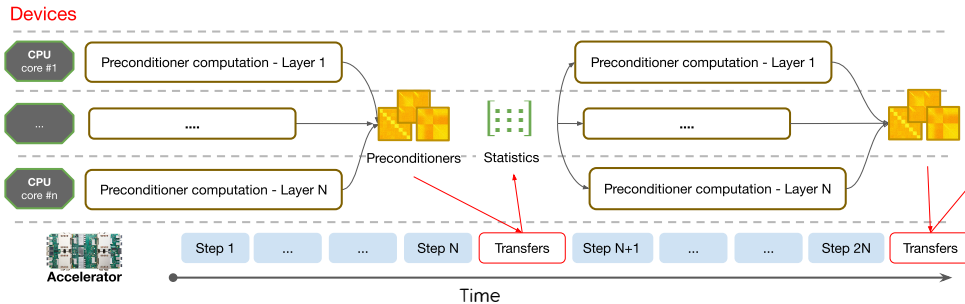 Devices
CPU
core #1
Preconditioner computation - Layer 1
Preconditioner computation - Layer 1
...
....
....
Preconditioners
Statistics
CPU
core #n
Preconditioner computation - Layer N
Preconditioner computation - Layer N
Step 1
...
...
Step N
Transfers
Step N+1
...
...
Step 2N
Transfers
Accelerator
Time